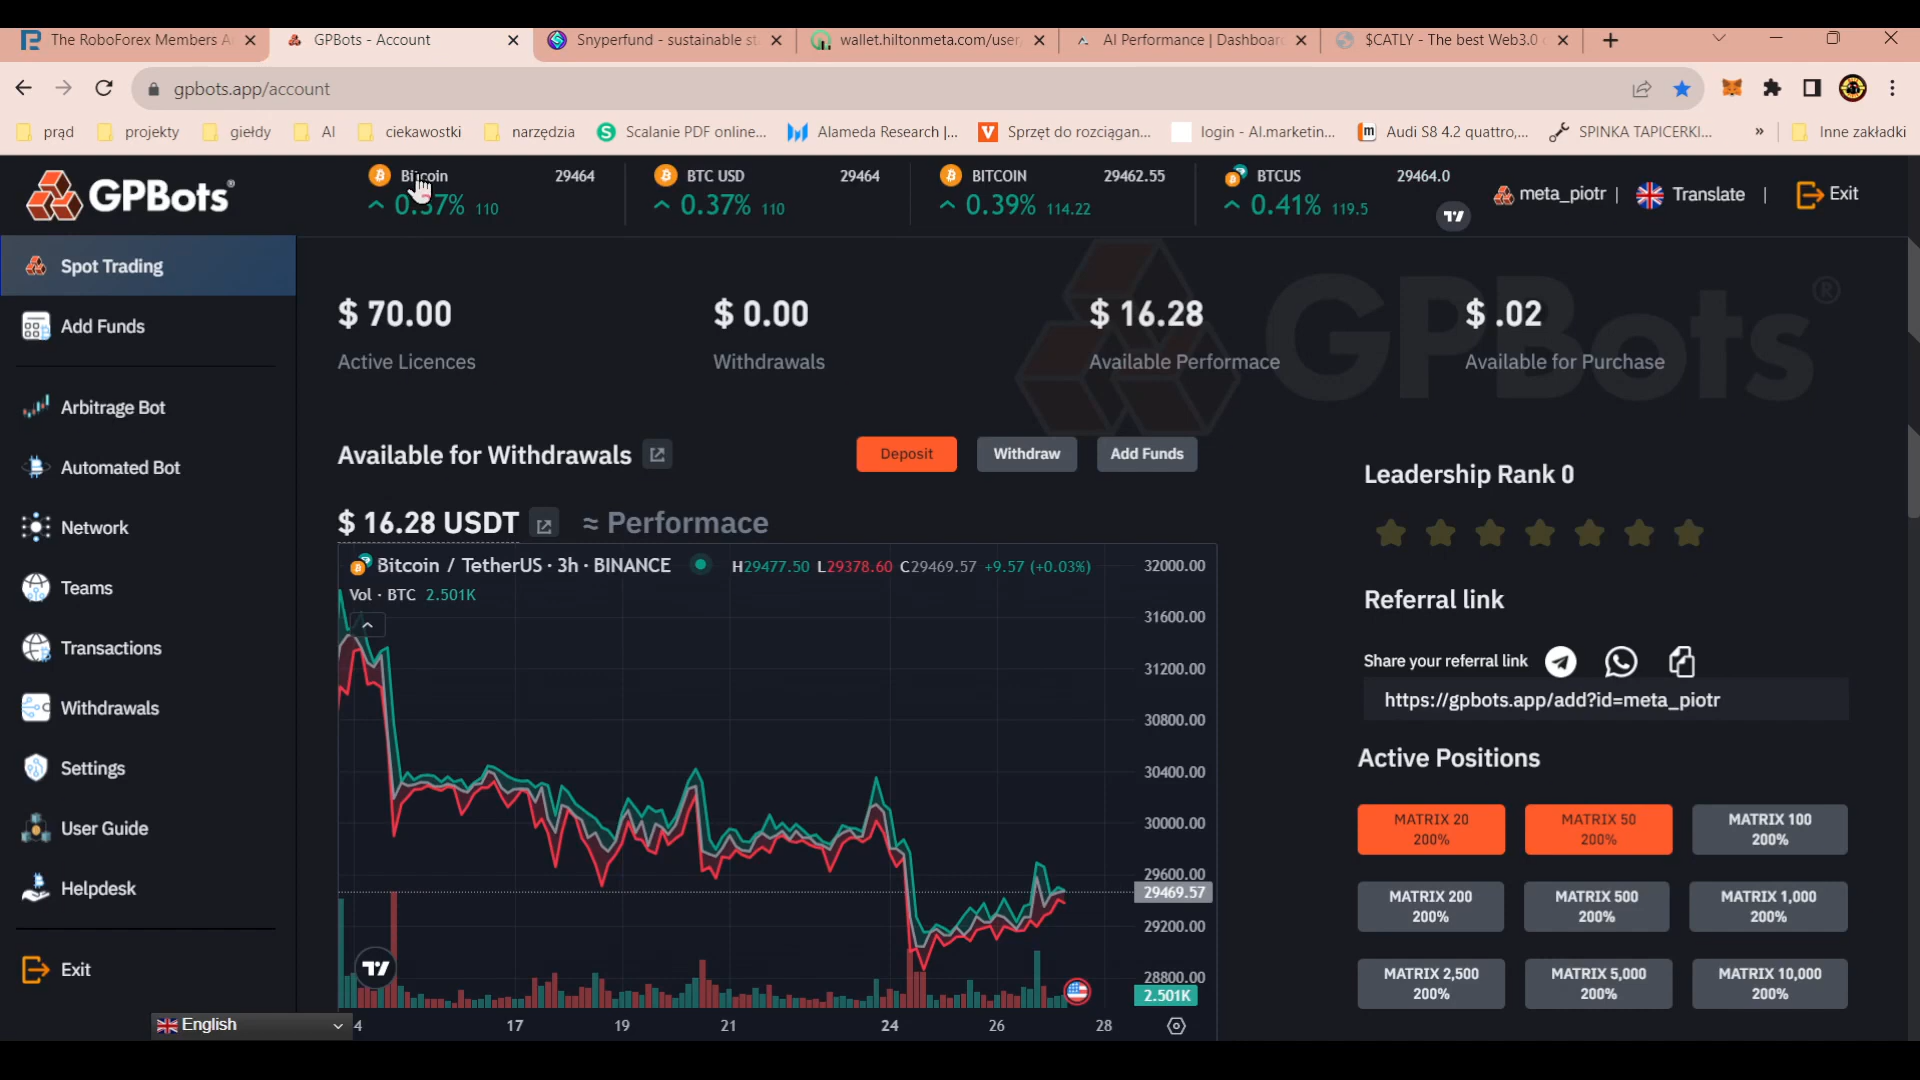 The RoboForex Members A
GPBots - Account
Snyperfund - sustainable st
wallet.hiltonmeta.com/user
AI Performance | Dashboard
$CATLY - The best Web3.0
gpbots.app/account
prąd
projekty
giełdy
AI
ciekawostki
narzędzia
Scalanie PDF online...
Alameda Research |...
Sprzęt do rozciągan...
login - AI.marketin...
Audi S8 4.2 quattro,...
SPINKA TAPICERKI...
»
Inne zakładki
GPBots®
Bitcoin 29464
0.37% 110
BTC USD 29464
0.37% 110
BITCOIN 29462.55
0.39% 114.22
BTCUS 29464.0
0.41% 119.5
meta_piotr |
Translate |
Exit
Spot Trading
Add Funds
Arbitrage Bot
Automated Bot
Network
Teams
Transactions
Withdrawals
Settings
User Guide
Helpdesk
Exit
English
GPBots®
$ 70.00
Active Licences
$ 0.00
Withdrawals
$ 16.28
Available Performace
$ .02
Available for Purchase
Available for Withdrawals
Deposit
Withdraw
Add Funds
$ 16.28 USDT ≈ Performace
Bitcoin / TetherUS · 3h · BINANCE H29477.50 L29378.60 C29469.57 +9.57 (+0.03%)
Vol · BTC 2.501K
32000.00
31600.00
31200.00
30800.00
30400.00
30000.00
29600.00
29469.57
29200.00
28800.00
2.501K
4 17 19 21 24 26 28
Leadership Rank 0
Referral link
Share your referral link
https://gpbots.app/add?id=meta_piotr
Active Positions
MATRIX 20
200%
MATRIX 50
200%
MATRIX 100
200%
MATRIX 200
200%
MATRIX 500
200%
MATRIX 1,000
200%
MATRIX 2,500
200%
MATRIX 5,000
200%
MATRIX 10,000
200%